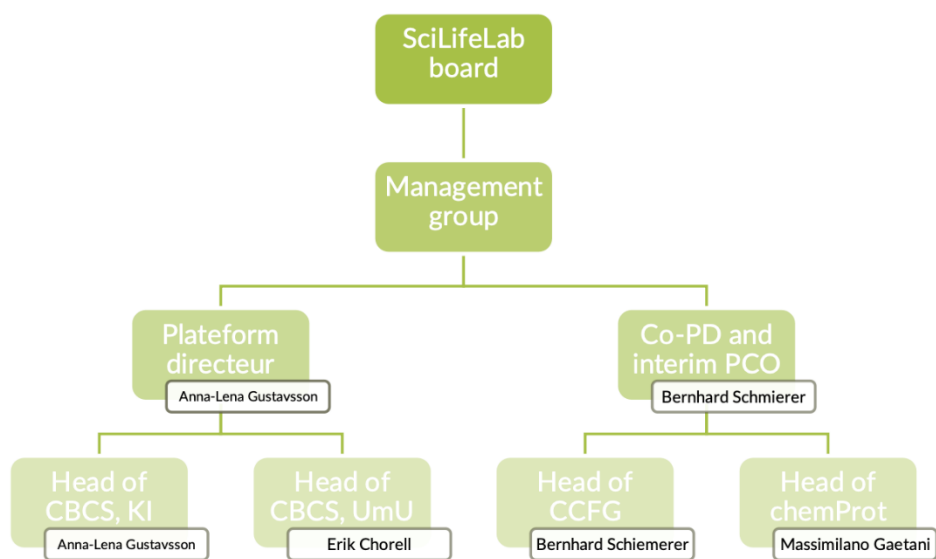 SciLifeLab
board
Management
group
Plateform
directeur
Anna-Lena Gustavsson
Co-PD and
interim PCO
Bernhard Schmierer
Head of
CBCS, KI
Anna-Lena Gustavsson
Head of
CBCS, UmU
Erik Chorell
Head of
CCFG
Bernhard Schiemerer
Head of
chemProt
Massimilano Gaetani